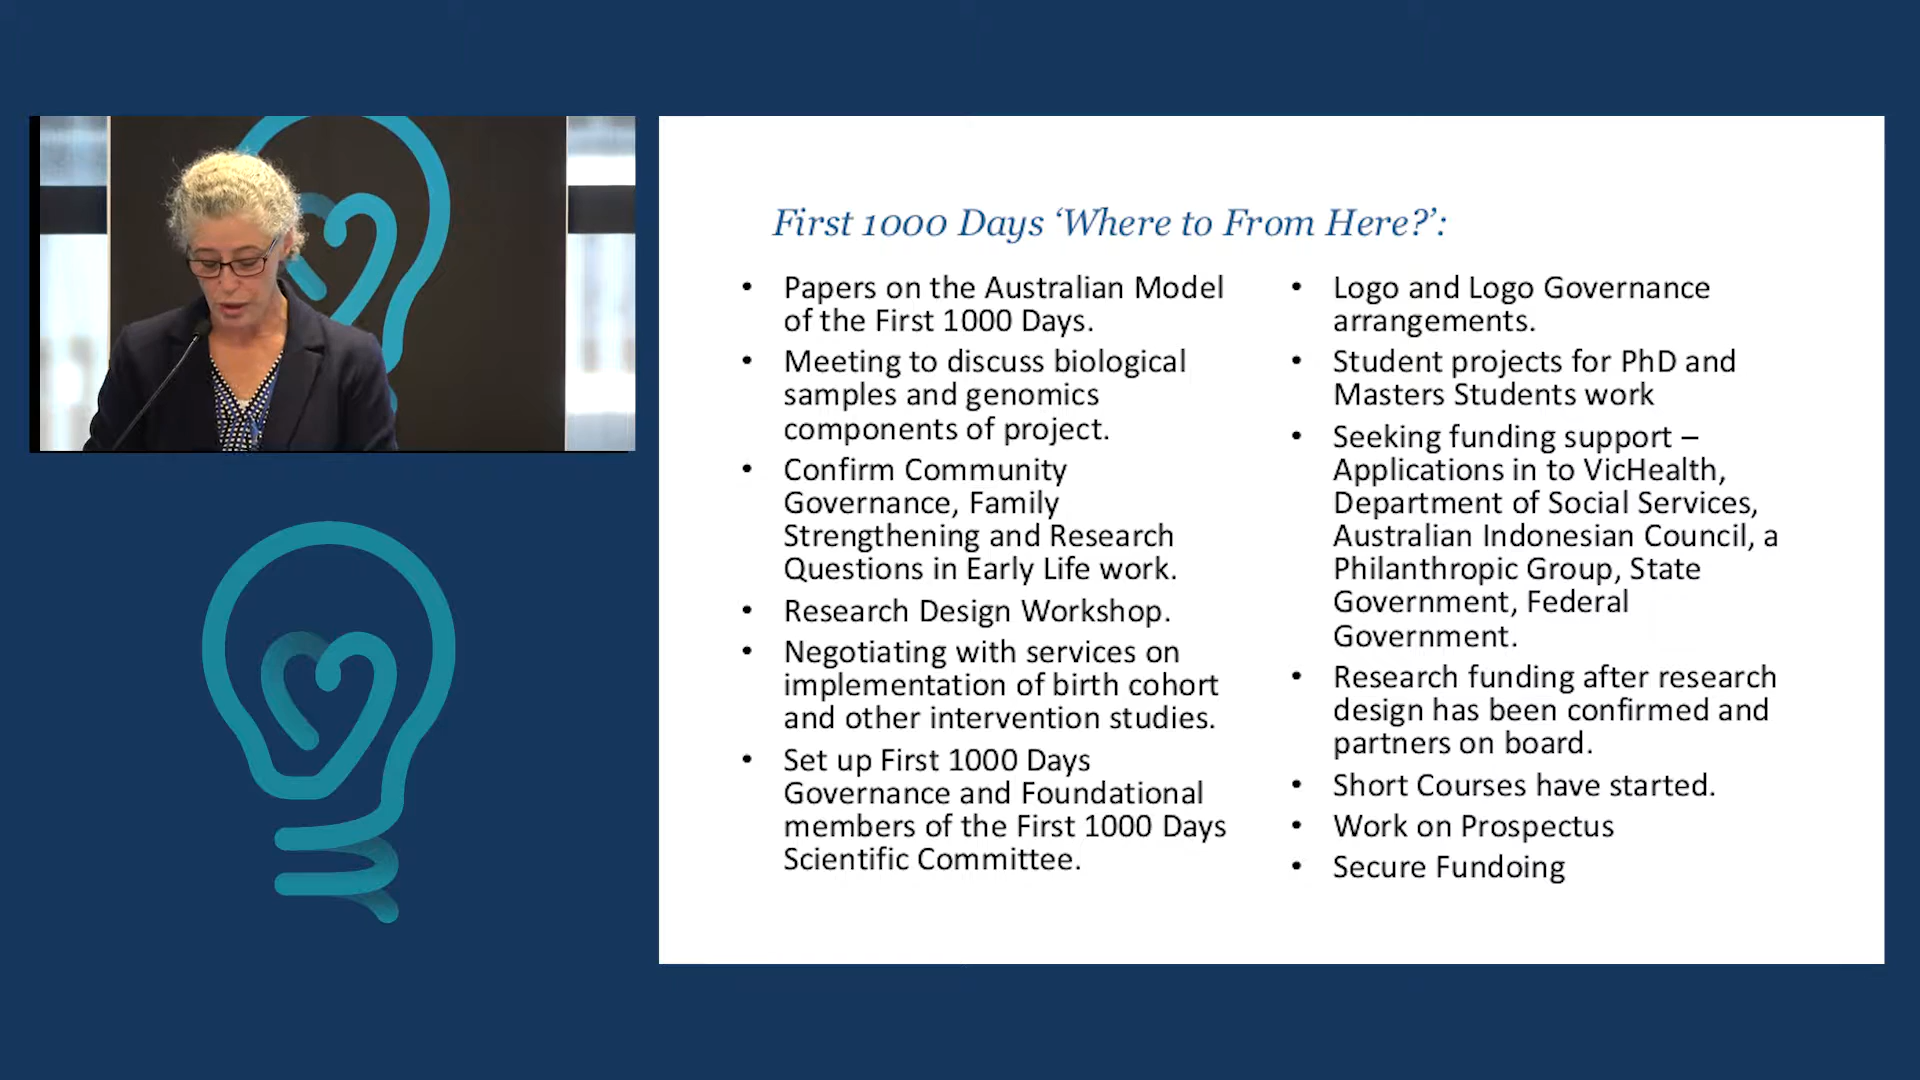 First 1000 Days ‘Where to From Here?’:
• Papers on the Australian Model
of the First 1000 Days.
• Meeting to discuss biological
samples and genomics
components of project.
• Confirm Community
Governance, Family
Strengthening and Research
Questions in Early Life work.
• Research Design Workshop.
• Negotiating with services on
implementation of birth cohort
and other intervention studies.
• Set up First 1000 Days
Governance and Foundational
members of the First 1000 Days
Scientific Committee.
• Logo and Logo Governance
arrangements.
• Student projects for PhD and
Masters Students work
• Seeking funding support –
Applications in to VicHealth,
Department of Social Services,
Australian Indonesian Council, a
Philanthropic Group, State
Government, Federal
Government.
• Research funding after research
design has been confirmed and
partners on board.
• Short Courses have started.
• Work on Prospectus
• Secure Fundoing